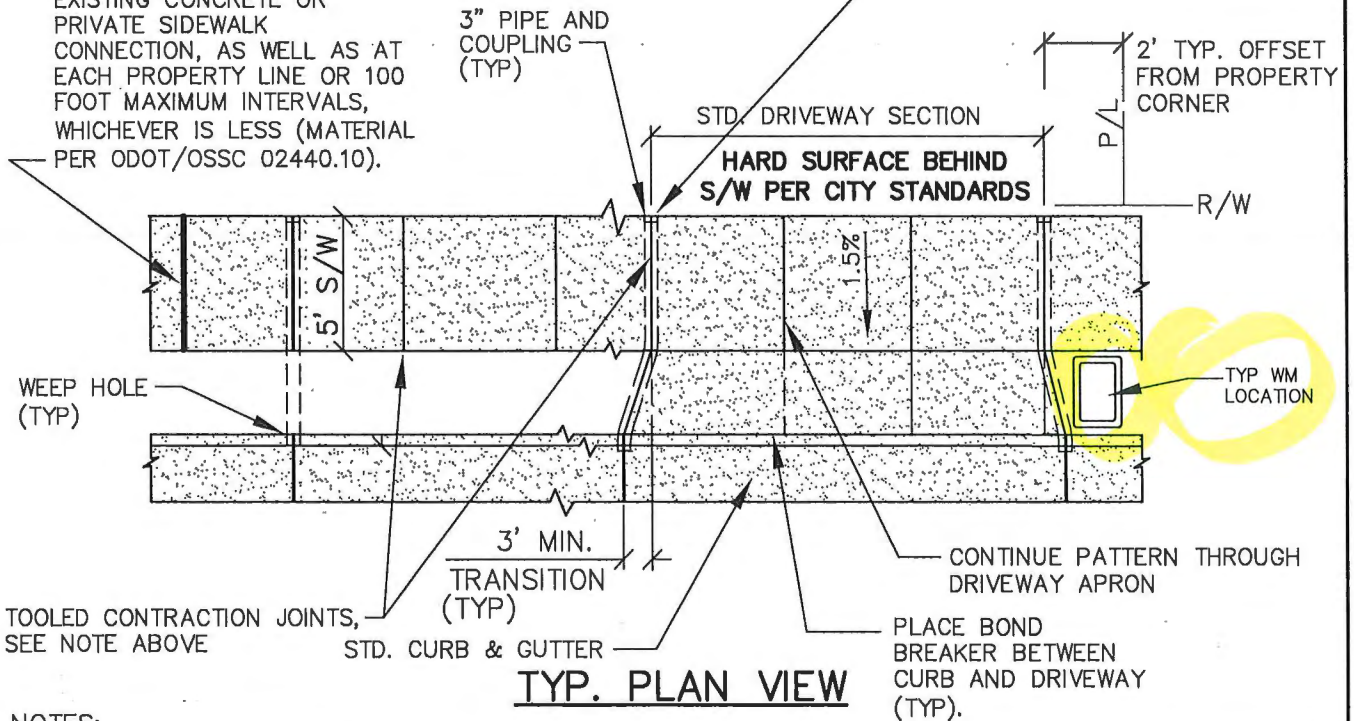 EXISTING CONCRETE OR
PRIVATE SIDEWALK
CONNECTION, AS WELL AS AT
EACH PROPERTY LINE OR 100
FOOT MAXIMUM INTERVALS,
WHICHEVER IS LESS (MATERIAL
PER ODOT/OSSC 02440.10).
3" PIPE AND
COUPLING
(TYP)
2' TYP. OFFSET
FROM PROPERTY
CORNER
P/L
STD. DRIVEWAY SECTION
HARD SURFACE BEHIND
S/W PER CITY STANDARDS
R/W
5' S/W
1.5%
WEEP HOLE
(TYP)
TYP WM
LOCATION
3' MIN.
TRANSITION
(TYP)
CONTINUE PATTERN THROUGH
DRIVEWAY APRON
TOOLED CONTRACTION JOINTS,
SEE NOTE ABOVE
STD. CURB & GUTTER
PLACE BOND
BREAKER BETWEEN
CURB AND DRIVEWAY
(TYP).
TYP. PLAN VIEW
NOTES: